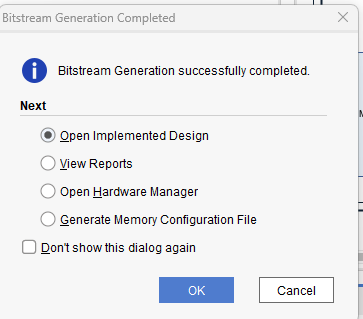 Bitstream Generation Completed
Bitstream Generation successfully completed.
Next
Open Implemented Design
View Reports
Open Hardware Manager
Generate Memory Configuration File
Don't show this dialog again
OK
Cancel